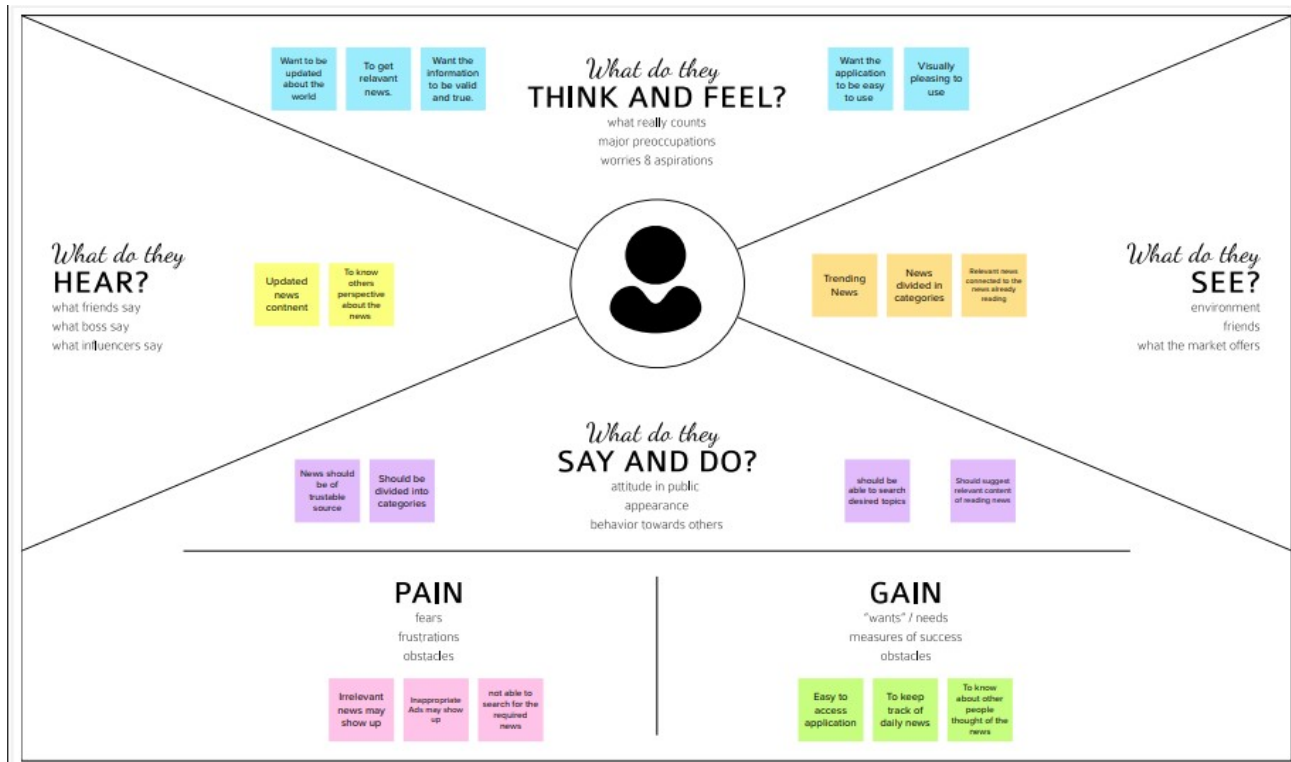 Want to be
updated
about the
world
To get
relavant
news.
Want the
information
to be valid
and true.
What do they
THINK AND FEEL?
what really counts
major preoccupations
worries & aspirations
Want the
application
to be easy
to use
Visually
pleasing to
use
What do they
HEAR?
what friends say
what boss say
what influencers say
Updated
news
contnent
To know
others
perspective
about the
news
Trending
News
News
divided in
categories
Relevant news
connected to the
news already
reading
What do they
SEE?
environment
friends
what the market offers
What do they
SAY AND DO?
attitude in public
appearance
behavior towards others
News should
be of
trustable
source
Should be
divided into
categories
should be
able to search
desired topics
Should suggest
relevant content
of reading news
PAIN
fears
frustrations
obstacles
Irrelevant
news may
show up
Inappropriate
Ads may show
up
not able to
search for the
required
news
GAIN
"wants" / needs
measures of success
obstacles
Easy to
access
application
To keep
track of
daily news
To know
about other
people
thought of the
news